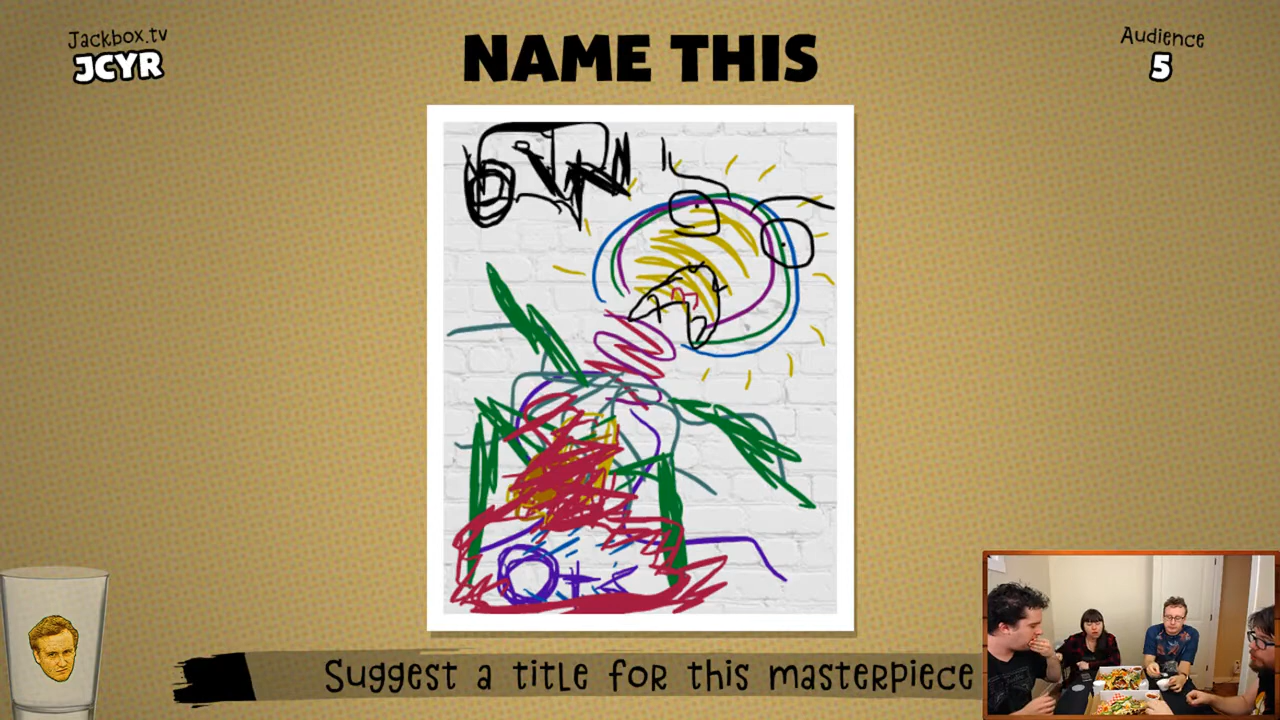 Jackbox.tv
JCYR
NAME THIS
Audience
5
Suggest a title for this masterpiece